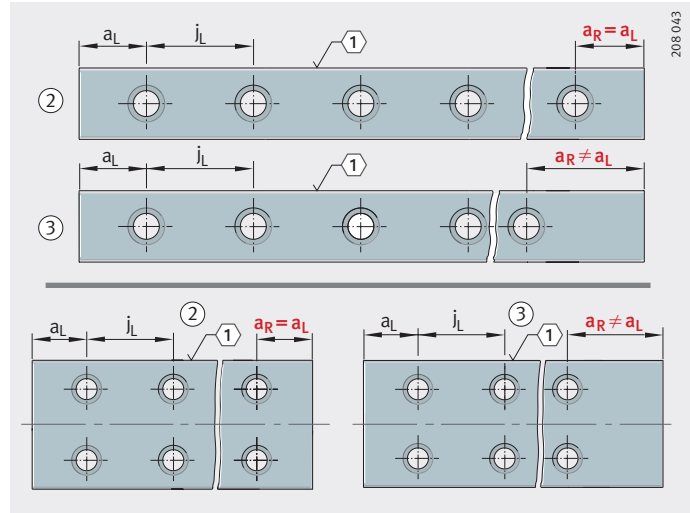 aL jL 1 aR = aL
2
208 043
aL jL 1 aR ≠ aL
3
2 3
aL jL 1 aR = aL aL jL 1 aR ≠ aL